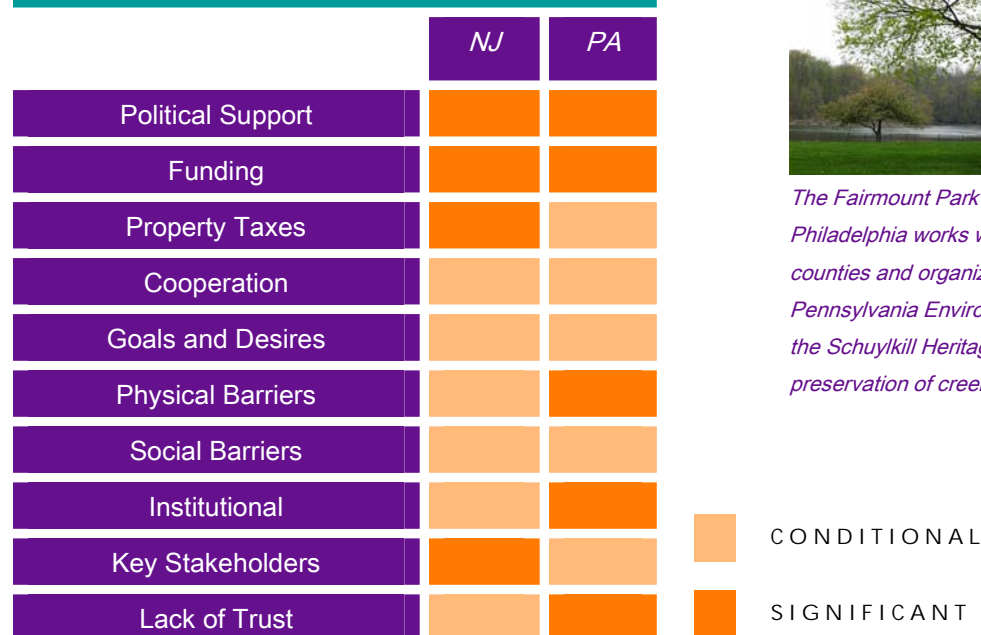 NJ PA
Political Support
Funding
Property Taxes
Cooperation
Goals and Desires
Physical Barriers
Social Barriers
Institutional
Key Stakeholders
Lack of Trust
The Fairmount Park
Philadelphia works
counties and
Pennsylvania
the Schuylkill
preservation of
CONDITIONAL
SIGNIFICANT